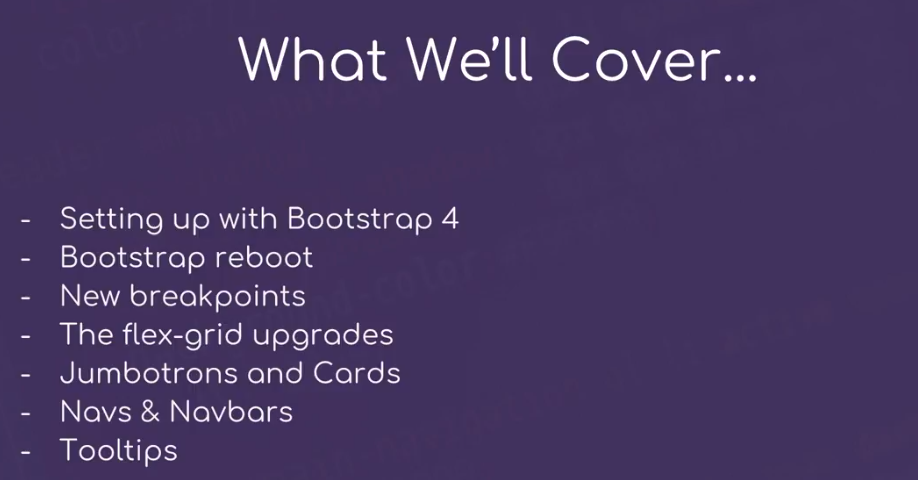 What We'll Cover...
- Setting up with Bootstrap 4
- Bootstrap reboot
- New breakpoints
- The flex-grid upgrades
- Jumbotrons and Cards
- Navs & Navbars
- Tooltips